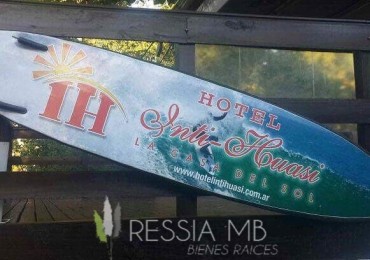 IH
HOTEL
Inti-Huasi
LA CASA DEL SOL
www.hotelintihuasi.com.ar
RESSIA MB
BIENES RAICES